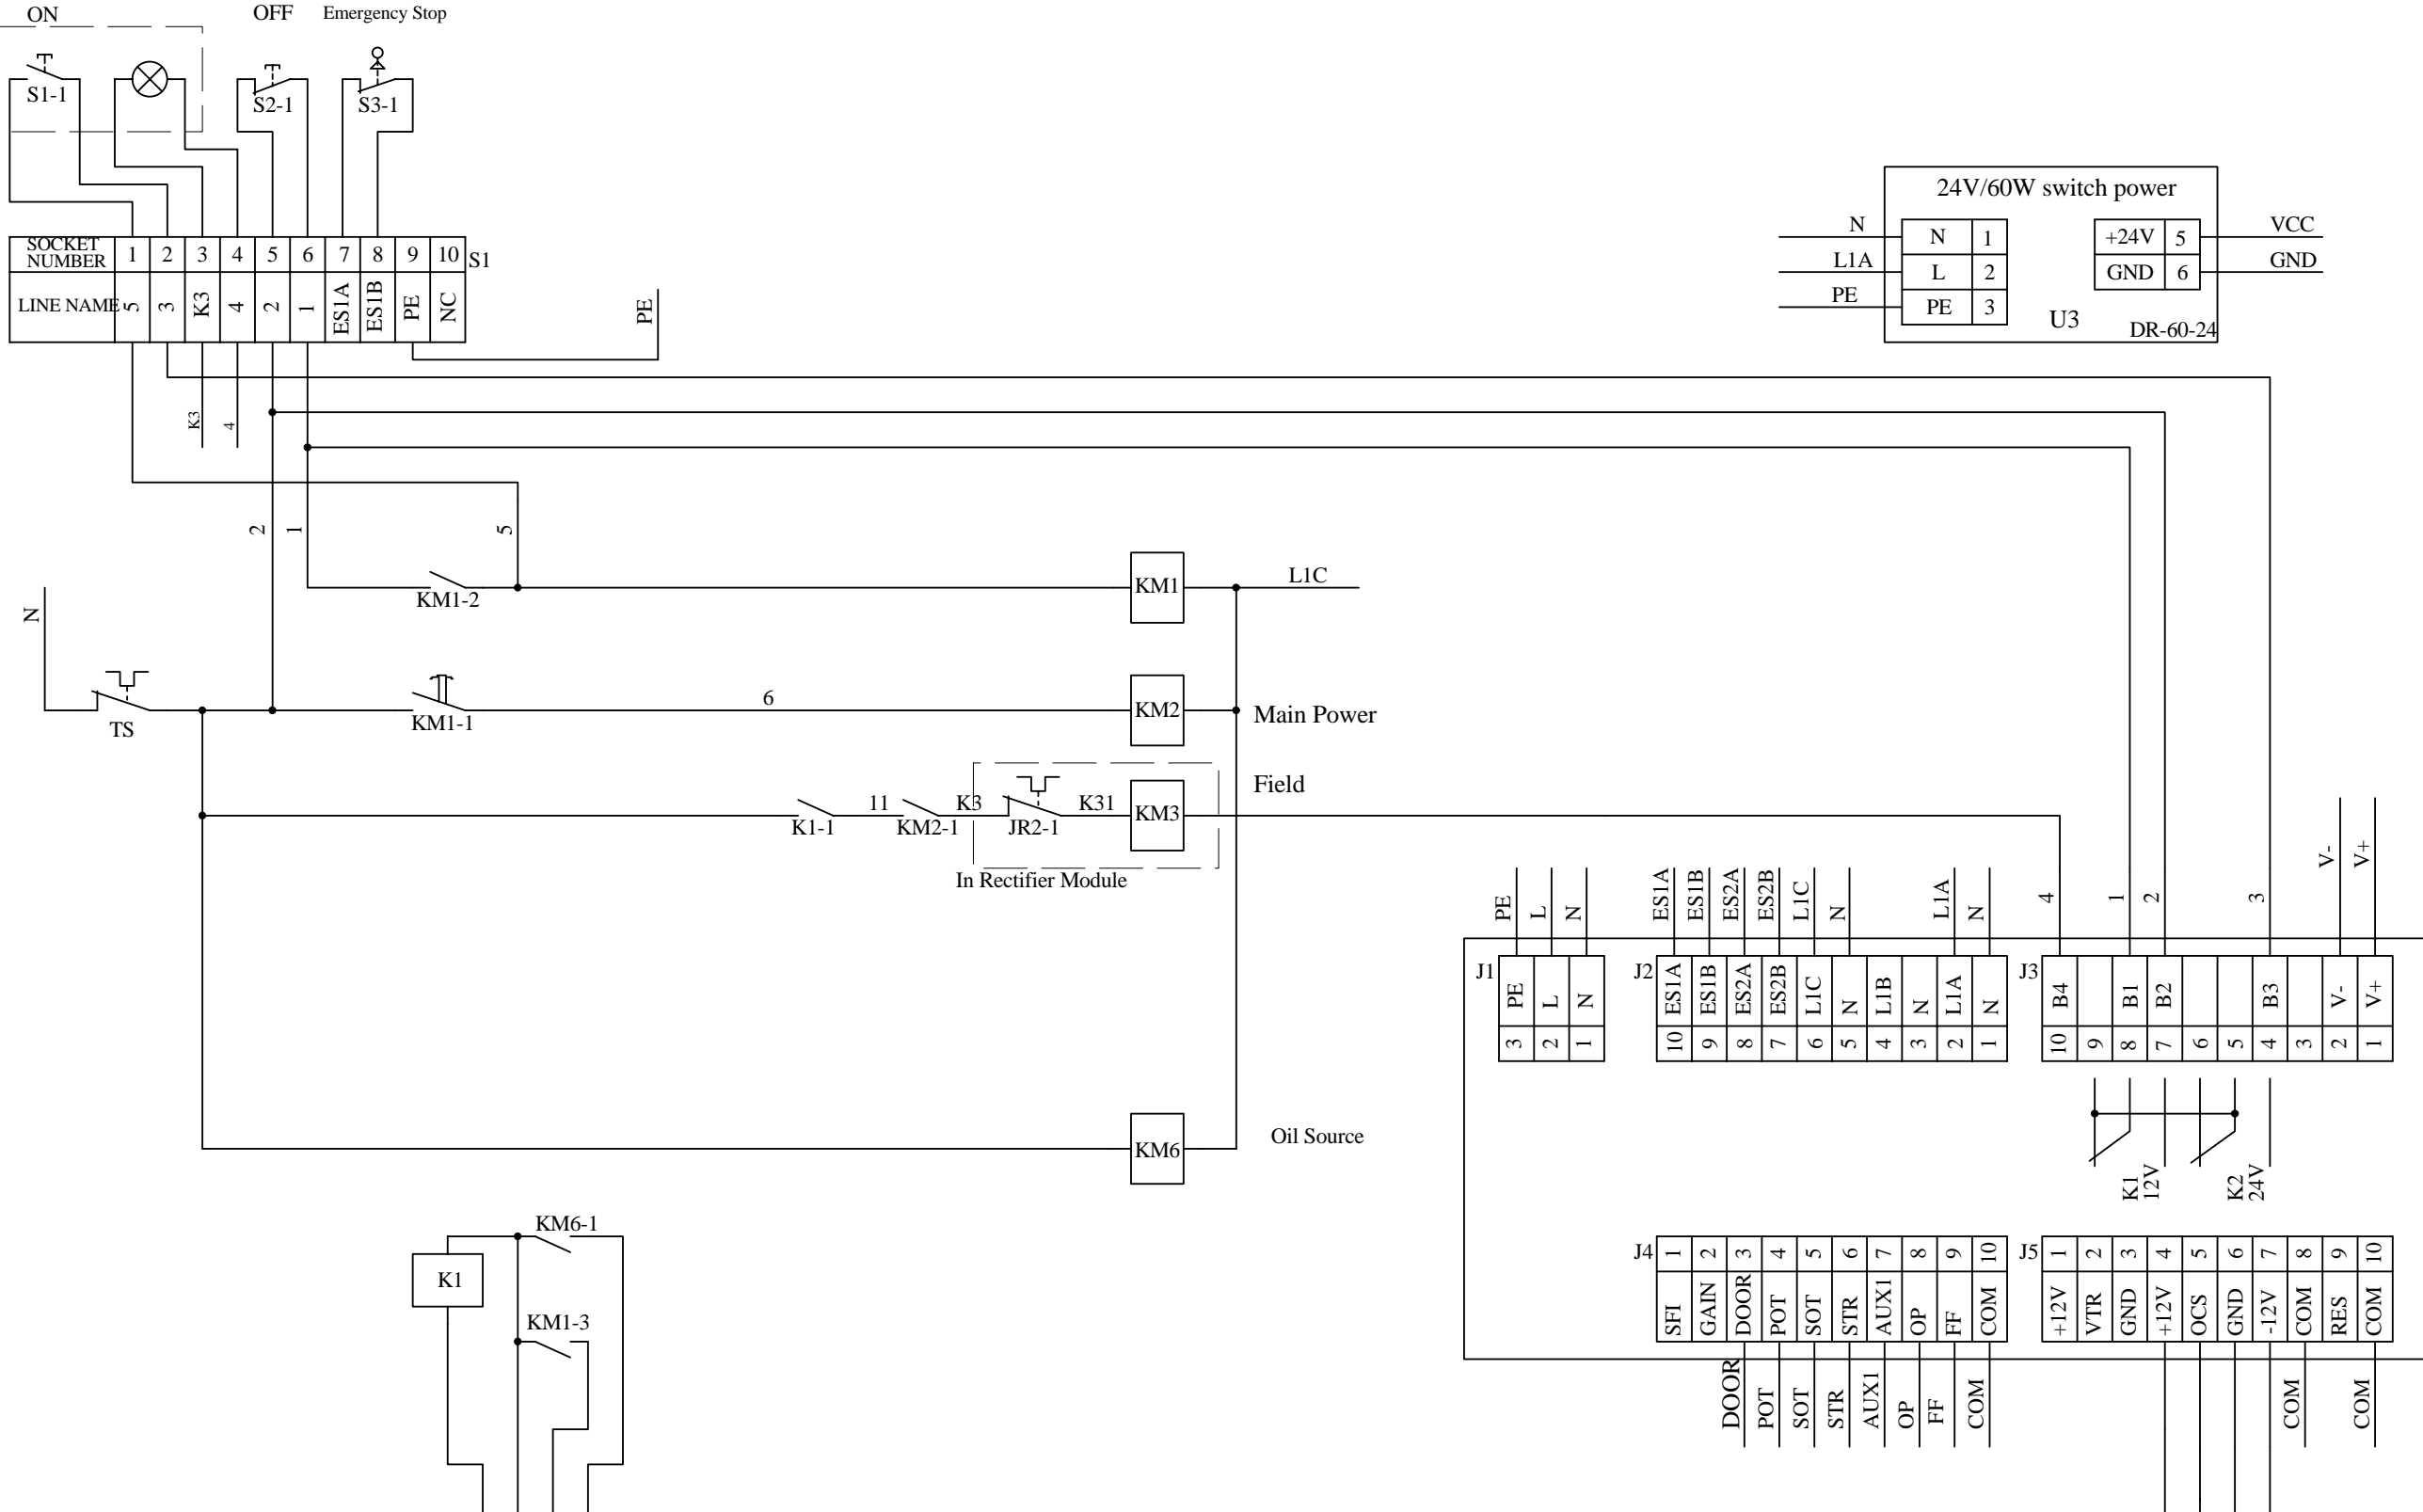 ON
OFF
Emergency Stop
S1-1
S2-1
S3-1
SOCKET
NUMBER
1 2 3 4 5 6 7 8 9 10
S1
LINE NAME
5 3 K3 4 2 1 ES1A ES1B PE NC
PE
K3
4
2
1
5
24V/60W switch power
N
L1A
PE
N 1
L 2
PE 3
+24V 5
GND 6
VCC
GND
U3
DR-60-24
KM1-2
KM1
L1C
N
TS
KM1-1
6
KM2
Main Power
Field
K1-1
11
KM2-1
K3
JR2-1
K31
KM3
In Rectifier Module
KM6
Oil Source
PE L N
ES1A ES1B ES2A ES2B L1C N L1A N
4 1 2 3 V- V+
J1
PE L N
3 2 1
J2
ES1A ES1B ES2A ES2B L1C N L1B N L1A N
10 9 8 7 6 5 4 3 2 1
J3
B4 B1 B2 B3 V- V+
10 9 8 7 6 5 4 3 2 1
K1
12V
K2
24V
KM6-1
K1
KM1-3
J4
1 2 3 4 5 6 7 8 9 10
SFI GAIN DOOR POT SOT STR AUX1 OP FF COM
DOOR POT SOT STR AUX1 OP FF COM
J5
1 2 3 4 5 6 7 8 9 10
+12V VTR GND +12V OCS GND -12V COM RES COM
COM COM